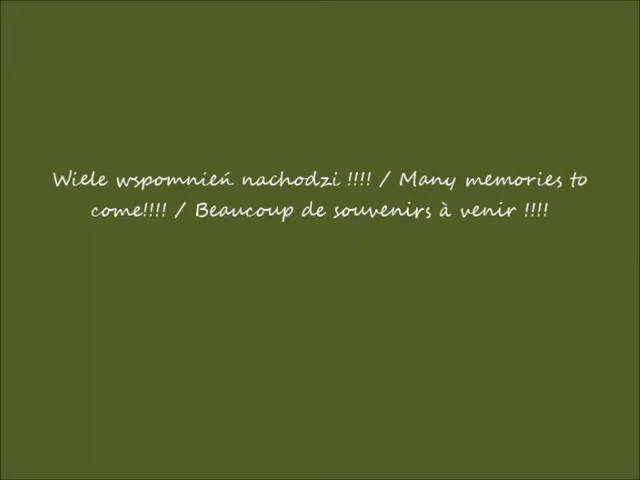 Wiele wspomnień nachodzi !!!! / Many memories to
come!!!! / Beaucoup de souvenirs à venir !!!!